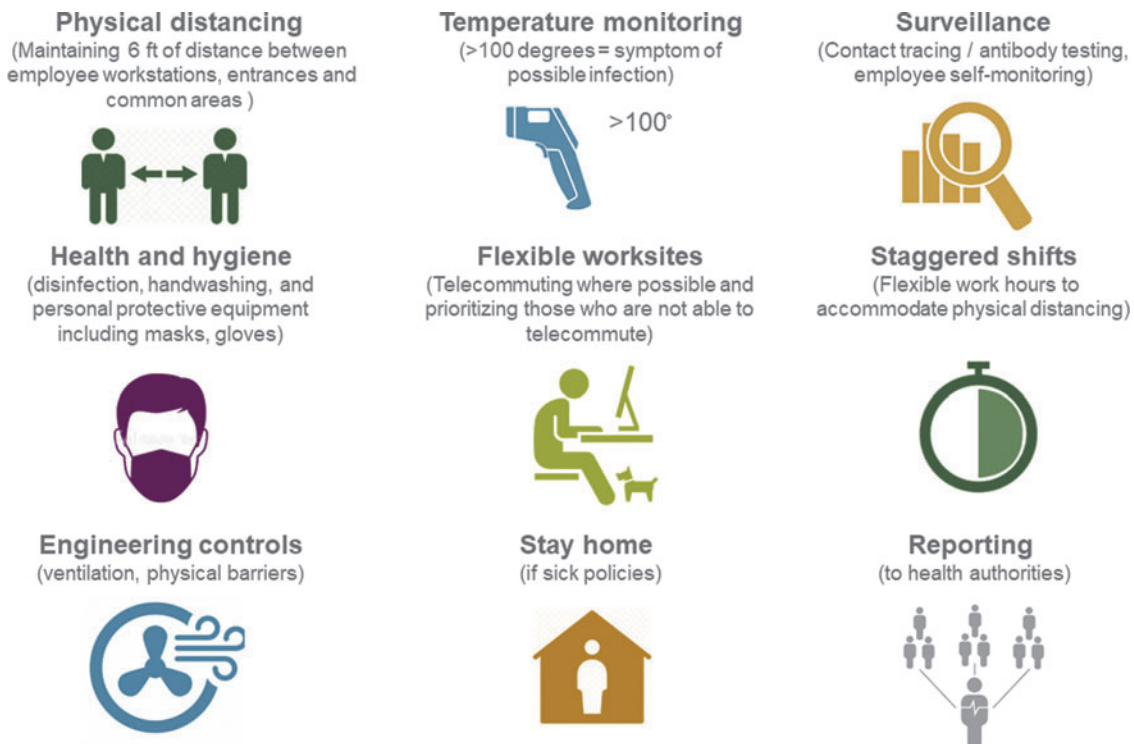 Physical distancing
(Maintaining 6 ft of distance between
employee workstations, entrances and
common areas )
Temperature monitoring
(>100 degrees = symptom of
possible infection)
>100°
Surveillance
(Contact tracing / antibody testing,
employee self-monitoring)
Health and hygiene
(disinfection, handwashing, and
personal protective equipment
including masks, gloves)
Flexible worksites
(Telecommuting where possible and
prioritizing those who are not able to
telecommute)
Staggered shifts
(Flexible work hours to
accommodate physical distancing)
Engineering controls
(ventilation, physical barriers)
Stay home
(if sick policies)
Reporting
(to health authorities)